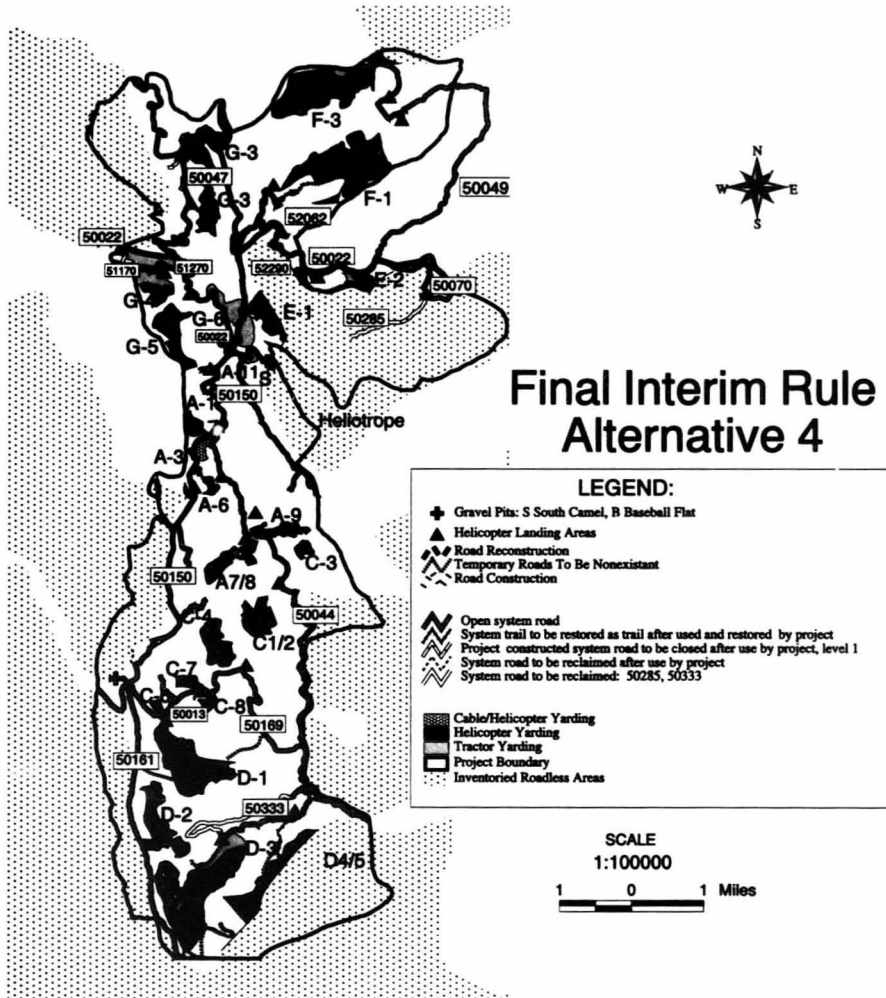 F-3
G-3
50047
F-1
50049
G-3
52062
50022
50022
51170
51270
52290
E-2
50070
G-4
G-6
E-1
50285
50022
G-5
A-11
S
50150
A-1
Heliotrope
A-3
A-6
A-9
C-3
50150
A7/8
50044
C-4
C1/2
C-7
C-6
50013
C-8
50169
50161
D-1
50333
D-2
D-3
D4/5
N
W
E
S
Final Interim Rule
Alternative 4
LEGEND:
Gravel Pits: S South Camel, B Baseball Flat
Helicopter Landing Areas
Road Reconstruction
Temporary Roads To Be Nonexistant
Road Construction
Open system road
System trail to be restored as trail after used and restored by project
Project constructed system road to be closed after use by project, level 1
System road to be reclaimed after use by project
System road to be reclaimed: 50285, 50333
Cable/Helicopter Yarding
Helicopter Yarding
Tractor Yarding
Project Boundary
Inventoried Roadless Areas
SCALE
1:100000
1 0 1 Miles